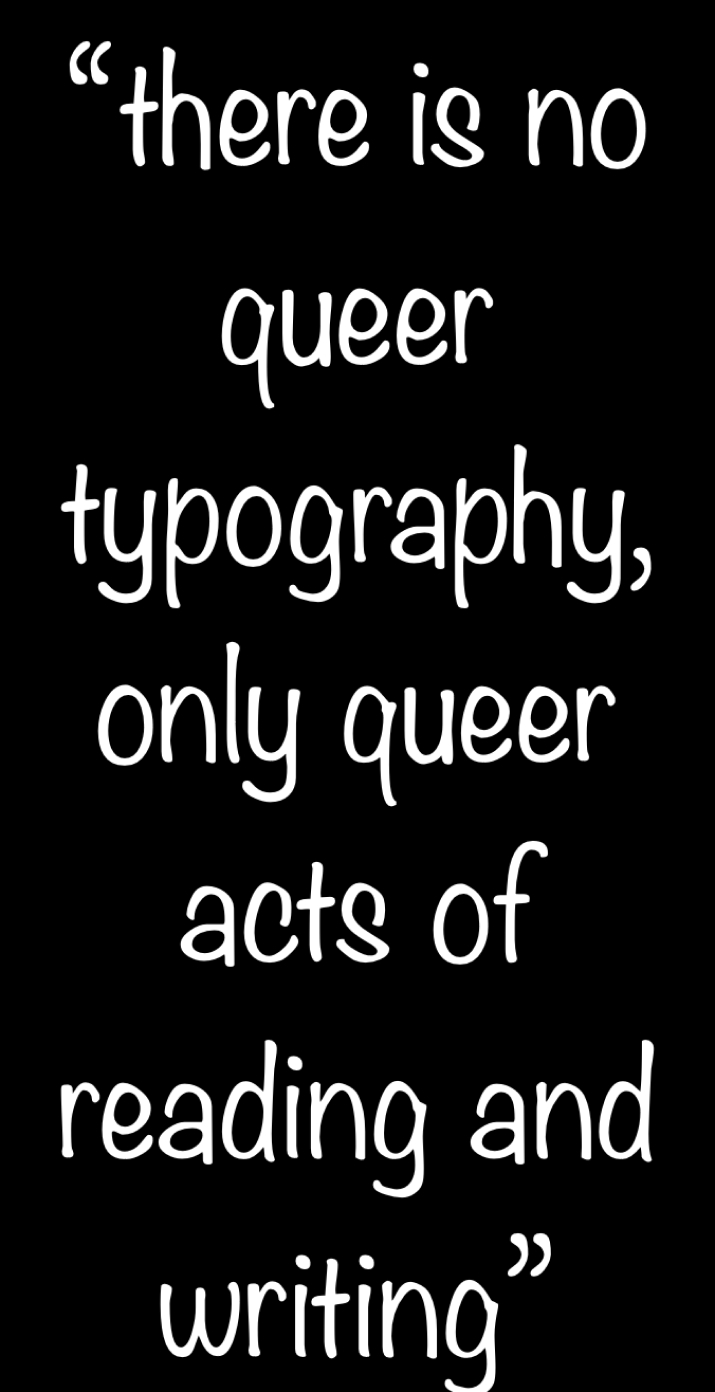 “there is no
queer
typography,
only queer
acts of
reading and
writing”